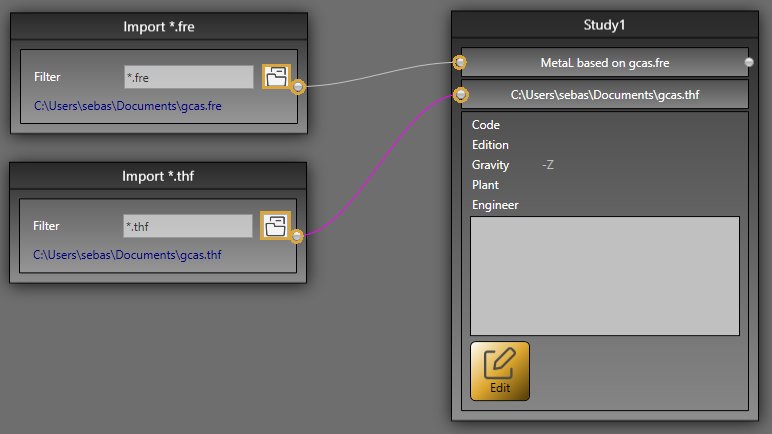 Import *.fre
Filter
*.fre
C:\Users\sebas\Documents\gcas.fre
Import *.thf
Filter
*.thf
C:\Users\sebas\Documents\gcas.thf
Study1
MetaL based on gcas.fre
C:\Users\sebas\Documents\gcas.thf
Code
Edition
Gravity -Z
Plant
Engineer
Edit